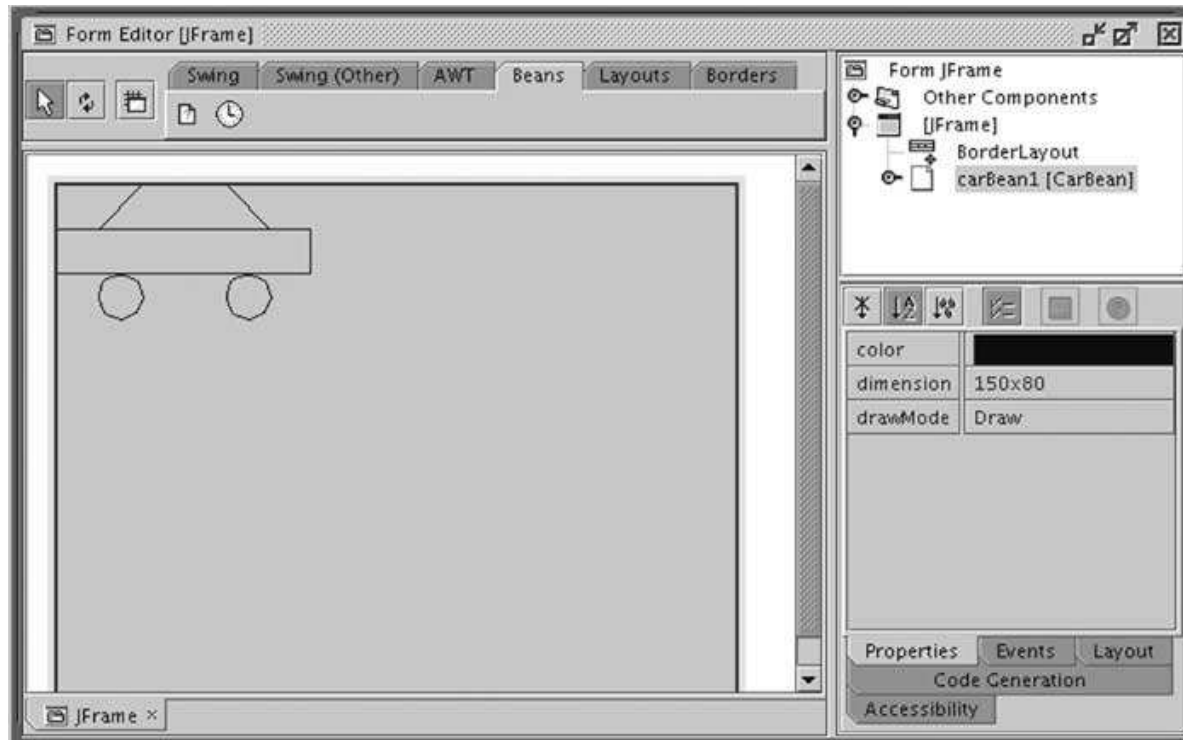 Form Editor [JFrame]
Swing
Swing (Other)
AWT
Beans
Layouts
Borders
Form JFrame
Other Components
[JFrame]
BorderLayout
carBean1 [CarBean]
color
dimension 150x80
drawMode Draw
Properties
Events
Layout
Code Generation
Accessibility
JFrame